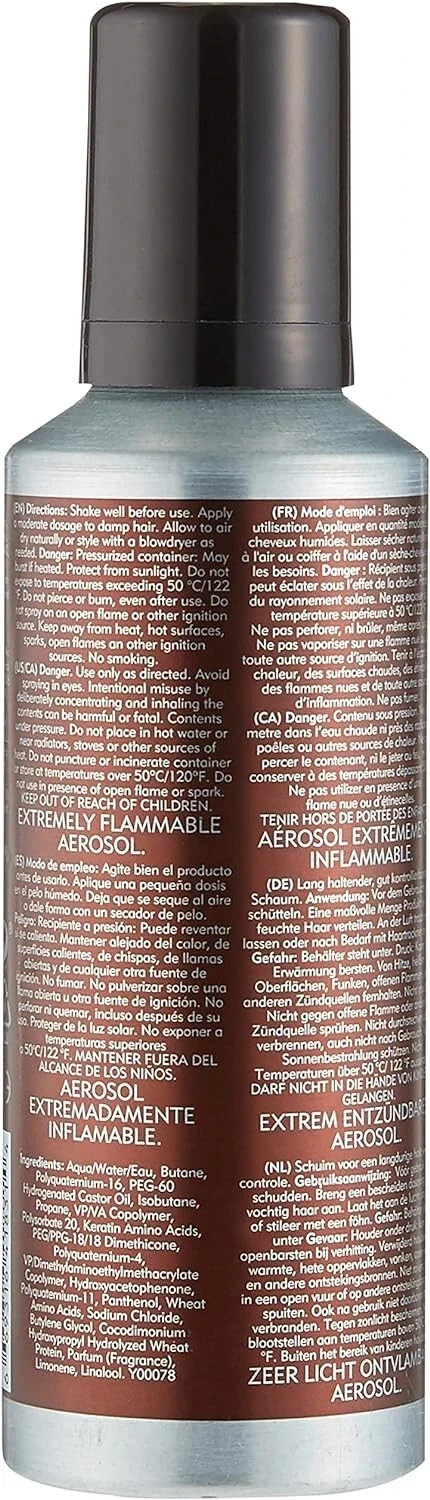 (EN) Directions: Shake well before use. Apply
a moderate dosage to damp hair. Allow to air
dry naturally or style with a blowdryer as
needed. Danger: Pressurized container: May
burst if heated. Protect from sunlight. Do not
expose to temperatures exceeding 50 °C/122
°F. Do not pierce or burn, even after use. Do
not spray on an open flame or other ignition
source. Keep away from heat, hot surfaces,
sparks, open flames an other ignition
sources. No smoking.
(US,CA) Danger. Use only as directed. Avoid
spraying in eyes. Intentional misuse by
deliberately concentrating and inhaling the
contents can be harmful or fatal. Contents
under pressure. Do not place in hot water or
near radiators, stoves or other sources of
heat. Do not puncture or incinerate container
or store at temperatures over 50°C/120°F. Do
not use in presence of open flame or spark.
KEEP OUT OF REACH OF CHILDREN.
EXTREMELY FLAMMABLE
AEROSOL.
(ES) Modo de empleo: Agite bien el producto
antes de usarlo. Aplique una pequeña dosis
en el pelo húmedo. Deja que se seque al aire
o dale forma con un secador de pelo.
Peligro: Recipiente a presión: Puede reventar
si se calienta. Mantener alejado del calor, de
superficies calientes, de chispas, de llamas
abiertas y de cualquier otra fuente de
ignición. No fumar. No pulverizar sobre una
llama abierta u otra fuente de ignición. No
perforar ni quemar, incluso después de su
uso. Proteger de la luz solar. No exponer a
temperaturas superiores
a 50°C/122 °F. MANTENER FUERA DEL
ALCANCE DE LOS NIÑOS.
AEROSOL
EXTREMADAMENTE
INFLAMABLE.
Ingredients: Aqua/Water/Eau, Butane,
Polyquaternium-16, PEG-60
Hydrogenated Castor Oil, Isobutane,
Propane, VP/VA Copolymer,
Polysorbate 20, Keratin Amino Acids,
PEG/PPG-18/18 Dimethicone,
Polyquaternium-4,
VP/Dimethylaminoethylmethacrylate
Copolymer, Hydroxyacetophenone,
Polyquaternium-11, Panthenol, Wheat
Amino Acids, Sodium Chloride,
Butylene Glycol, Cocodimonium
Hydroxypropyl Hydrolyzed Wheat
Protein, Parfum (Fragrance),
Limonene, Linalool. Y00078
(FR) Mode d'emploi : Bien agiter
utilisation. Appliquer en quantité
cheveux humides. Laisser sécher
à l'air ou coiffer à l'aide d'un
les besoins. Danger : Récipient sous
peut éclater sous l'effet de la chaleur.
du rayonnement solaire. Ne pas
température supérieure à 50 °C/122
Ne pas perforer, ni brûler, même après
Ne pas vaporiser sur une flamme nue
toute autre source d'ignition. Tenir à
chaleur, des surfaces chaudes, des
des flammes nues et de toute autre
d'inflammation. Ne pas
(CA) Danger. Contenu sous pression.
metre dans l'eau chaude ni près des
poêles ou autres sources de chaleur.
percer le contenant, ni le jeter au
conserver à des températures
Ne pas utiliser en présence d'une
flamme nue ou d'étincelles.
TENIR HORS DE PORTÉE DES
AÉROSOL EXTRÊMEMENT
INFLAMMABLE.
(DE) Lang haltender, gut
Schaum. Anwendung: Vor dem
schütteln. Eine maßvolle Menge
feuchte Haar verteilen. An der Luft
lassen oder nach Bedarf mit
Gefahr: Behälter steht unter Druck:
Erwärmung bersten. Von Hitze,
Oberflächen, Funken, offenen
anderen Zündquellen fernhalten. Nicht
Nicht gegen offene Flamme oder
Zündquelle sprühen. Nicht
verbrennen, auch nicht nach
Sonnenbestrahlung schützen. Nicht
Temperaturen über 50 °C/122 °F
DARF NICHT IN DIE HÄNDE VON
GELANGEN.
EXTREM ENTZÜNDBARES
AEROSOL.
(NL) Schuim voor een langdurige
controle. Gebruiksaanwijzing: Vóór
schudden. Breng een bescheiden
vochtig haar aan. Laat het aan de
of stileer met een föhn. Gefahr:
unter Gevaar: Houder onder druk:
openbarsten bij verhitting. Verwijderd
warmte, hete oppervlakken, vonken,
en andere ontstekingsbronnen. Niet
in een open vuur of op andere
spuiten. Ook na gebruik niet
verbranden. Tegen zonlicht
blootstellen aan temperaturen boven
°F. Buiten het bereik van kinderen
ZEER LICHT ONTVLAMBARE
AEROSOL.